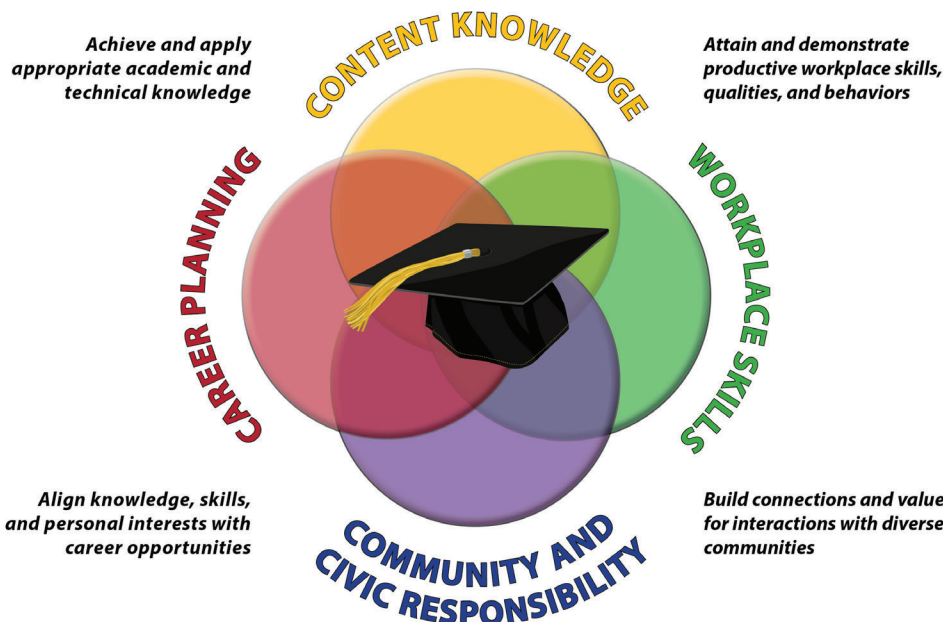 CONTENT KNOWLEDGE
Achieve and apply
appropriate academic and
technical knowledge
Attain and demonstrate
productive workplace skills,
qualities, and behaviors
CAREER PLANNING
WORKPLACE SKILLS
Align knowledge, skills,
and personal interests with
career opportunities
Build connections and value
for interactions with diverse
communities
COMMUNITY AND
CIVIC RESPONSIBILITY